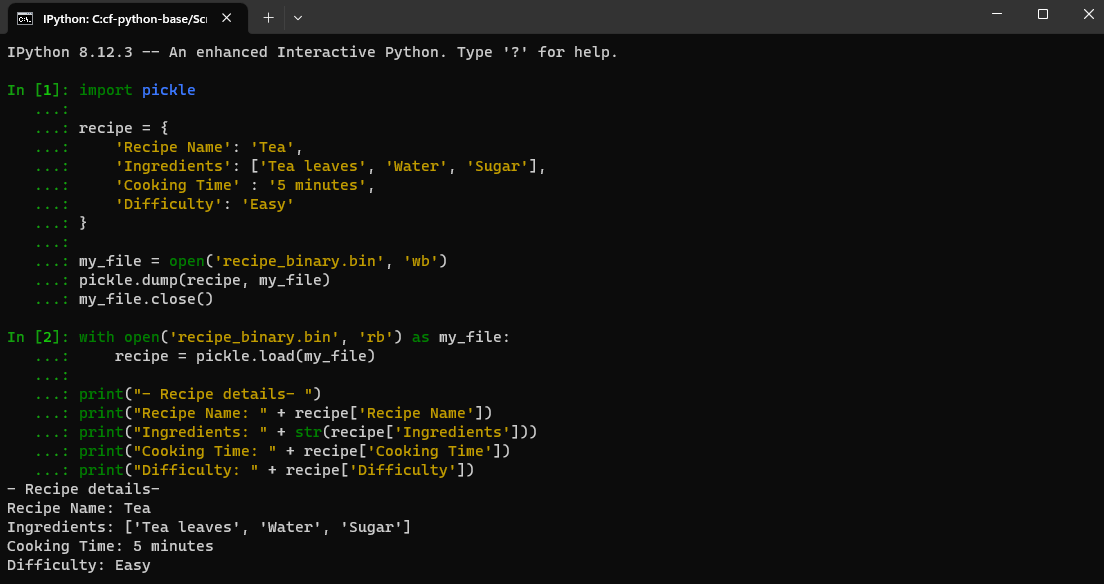 IPython: C:cf-python-base/Scr
IPython 8.12.3 -- An enhanced Interactive Python. Type '?' for help.
In [1]: import pickle
   ...:
   ...: recipe = {
   ...:     'Recipe Name': 'Tea',
   ...:     'Ingredients': ['Tea leaves', 'Water', 'Sugar'],
   ...:     'Cooking Time' : '5 minutes',
   ...:     'Difficulty': 'Easy'
   ...: }
   ...:
   ...: my_file = open('recipe_binary.bin', 'wb')
   ...: pickle.dump(recipe, my_file)
   ...: my_file.close()
In [2]: with open('recipe_binary.bin', 'rb') as my_file:
   ...:     recipe = pickle.load(my_file)
   ...:
   ...: print("- Recipe details- ")
   ...: print("Recipe Name: " + recipe['Recipe Name'])
   ...: print("Ingredients: " + str(recipe['Ingredients']))
   ...: print("Cooking Time: " + recipe['Cooking Time'])
   ...: print("Difficulty: " + recipe['Difficulty'])
- Recipe details-
Recipe Name: Tea
Ingredients: ['Tea leaves', 'Water', 'Sugar']
Cooking Time: 5 minutes
Difficulty: Easy